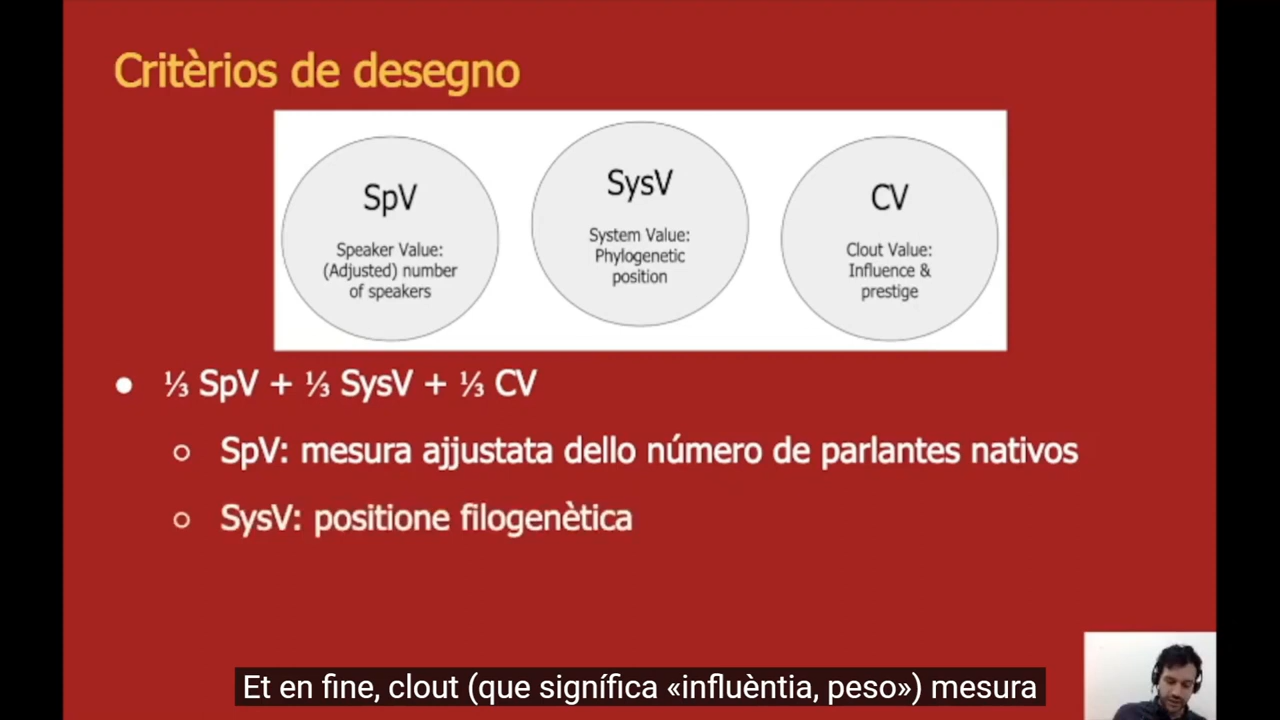 Critèrios de desegno
SpV
Speaker Value:
(Adjusted) number
of speakers
SysV
System Value:
Phylogenetic
position
CV
Clout Value:
Influence &
prestige
● ⅓ SpV + ⅓ SysV + ⅓ CV
○ SpV: mesura ajjustata dello número de parlantes nativos
○ SysV: positione filogenètica
Et en fine, clout (que signífica «influèntia, peso») mesura